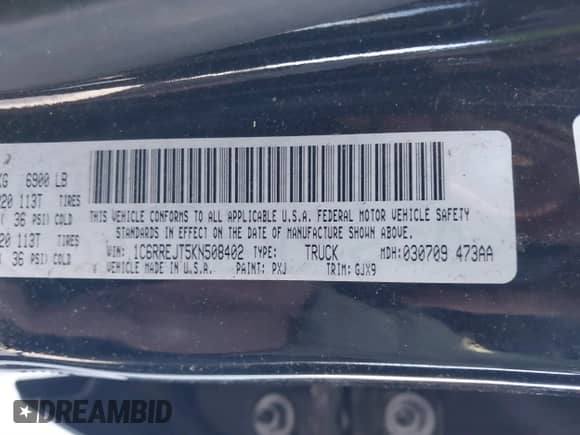 KG 6900 LB
20 113T TIRES
( 36 PSI) COLD
20 113T TIRES
( 36 PSI) COLD
THIS VEHICLE CONFORMS TO ALL APPLICABLE U.S.A. FEDERAL MOTOR VEHICLE SAFETY
STANDARDS IN EFFECT ON THE DATE OF MANUFACTURE SHOWN ABOVE.
VIN: 1C6RREJT5KN508402 TYPE: TRUCK MDH: 030709 473AA
MADE IN U.S.A. PAINT: PXJ TRIM: GJX9
DREAMBID